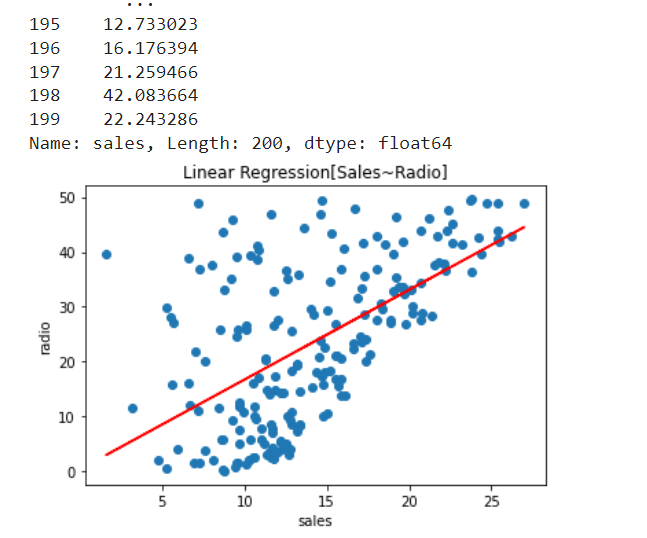 ...
195 12.733023
196 16.176394
197 21.259466
198 42.083664
199 22.243286
Name: sales, Length: 200, dtype: float64
Linear Regression[Sales~Radio]
50
40
30
20
10
0
radio
5 10 15 20 25
sales